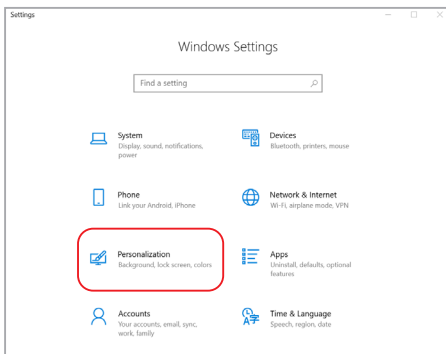 Settings
Windows Settings
Find a setting
System
Display, sound, notifications,
power
Devices
Bluetooth, printers, mouse
Phone
Link your Android, iPhone
Network & Internet
Wi-Fi, airplane mode, VPN
Personalization
Background, lock screen, colors
Apps
Uninstall, defaults, optional
features
Accounts
Your accounts, email, sync,
work, family
Time & Language
Speech, region, date